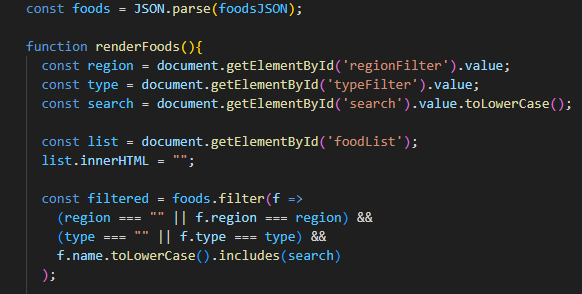 const foods = JSON.parse(foodsJSON);
function renderFoods(){
const region = document.getElementById('regionFilter').value;
const type = document.getElementById('typeFilter').value;
const search = document.getElementById('search').value.toLowerCase();
const list = document.getElementById('foodList');
list.innerHTML = "";
const filtered = foods.filter(f =>
(region === "" || f.region === region) &&
(type === "" || f.type === type) &&
f.name.toLowerCase().includes(search)
);